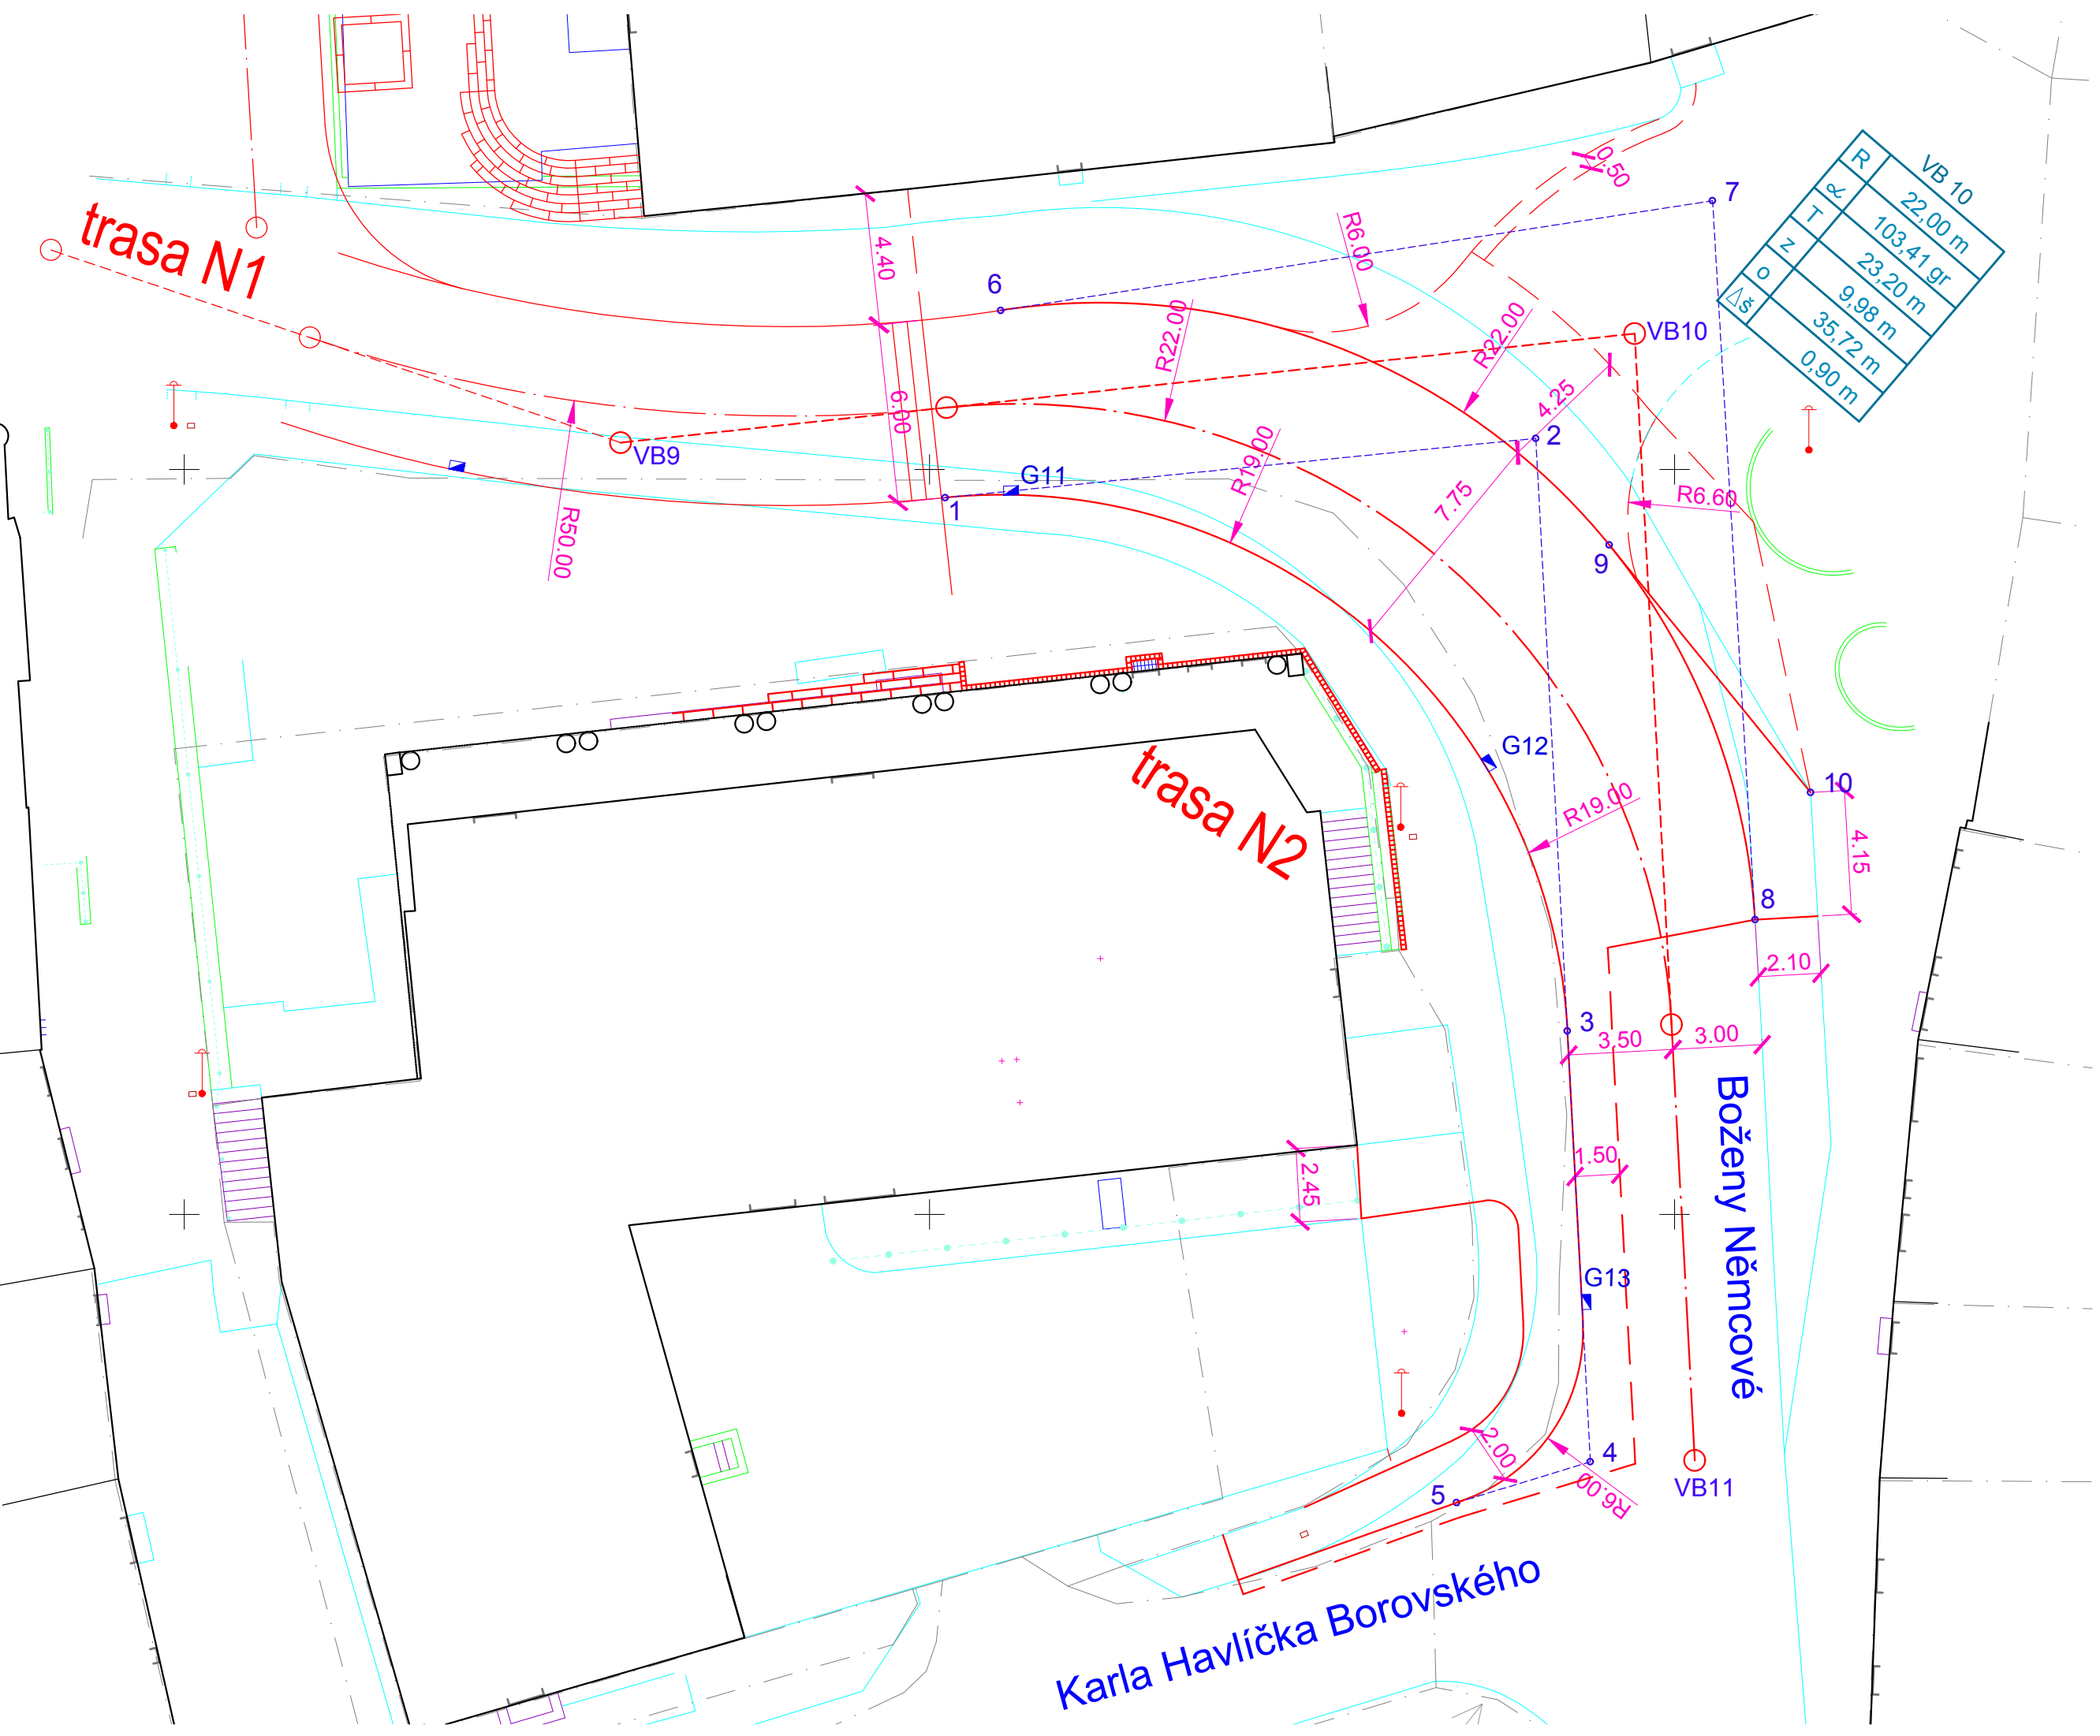 trasa N1
4.40
6
R6.00
0.50
7
VB 10
R 22,00 m
∝ 103,41 gr
T 23,20 m
z 9,98 m
o 35,72 m
△š 0,90 m
R22.00
R22.00
VB10
4.25
6.00
VB9
R50.00
G11
1
R19.00
2
7.75
R6.60
9
G12
trasa N2
R19.00
10
4.15
8
2.10
3
3.50
3.00
1.50
2.45
G13
Boženy Němcové
4
2.00
5
R6.00
VB11
Karla Havlíčka Borovského